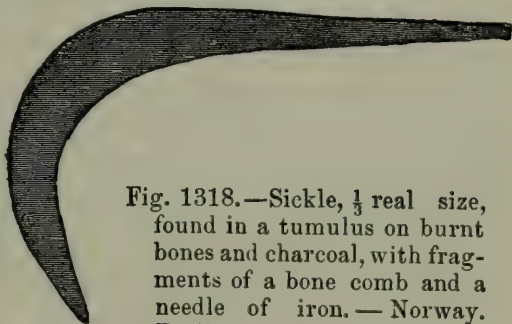 Fig. 1318.—Sickle, ⅓ real size,
found in a tumulus on burnt
bones and charcoal, with frag-
ments of a bone comb and a
needle of iron. — Norway.